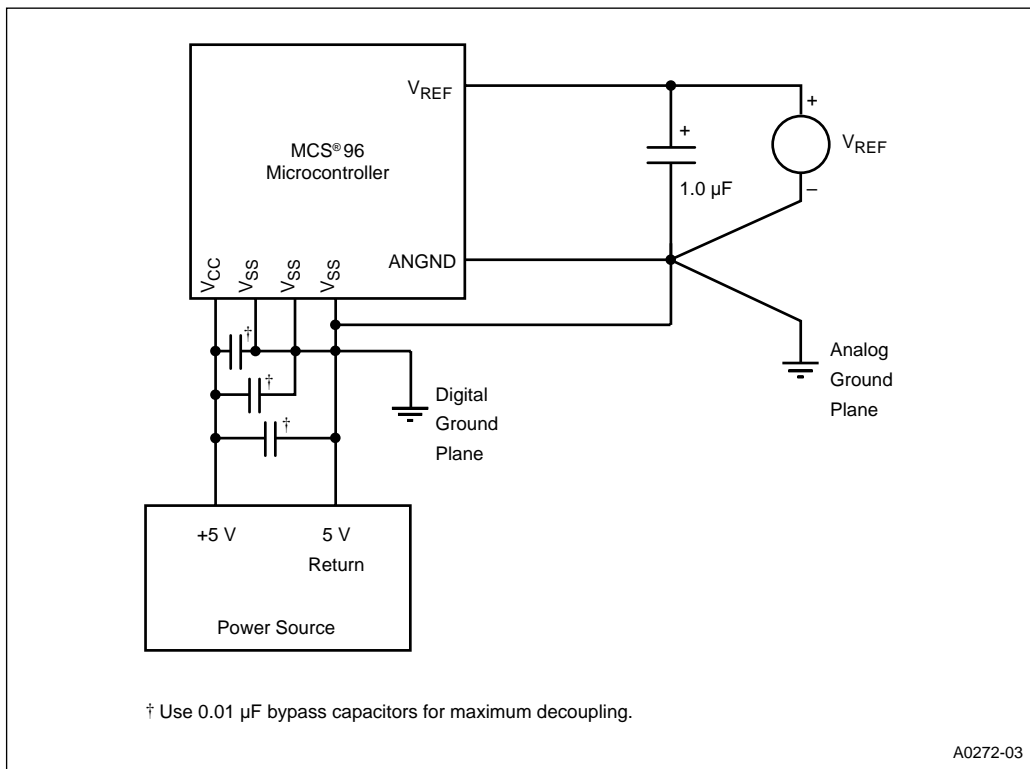 VREF
MCS® 96
Microcontroller
ANGND
VCC
VSS
VSS
VSS
+
1.0 µF
+
VREF
–
†
†
†
Digital
Ground
Plane
Analog
Ground
Plane
+5 V
5 V
Return
Power Source
† Use 0.01 µF bypass capacitors for maximum decoupling.
A0272-03